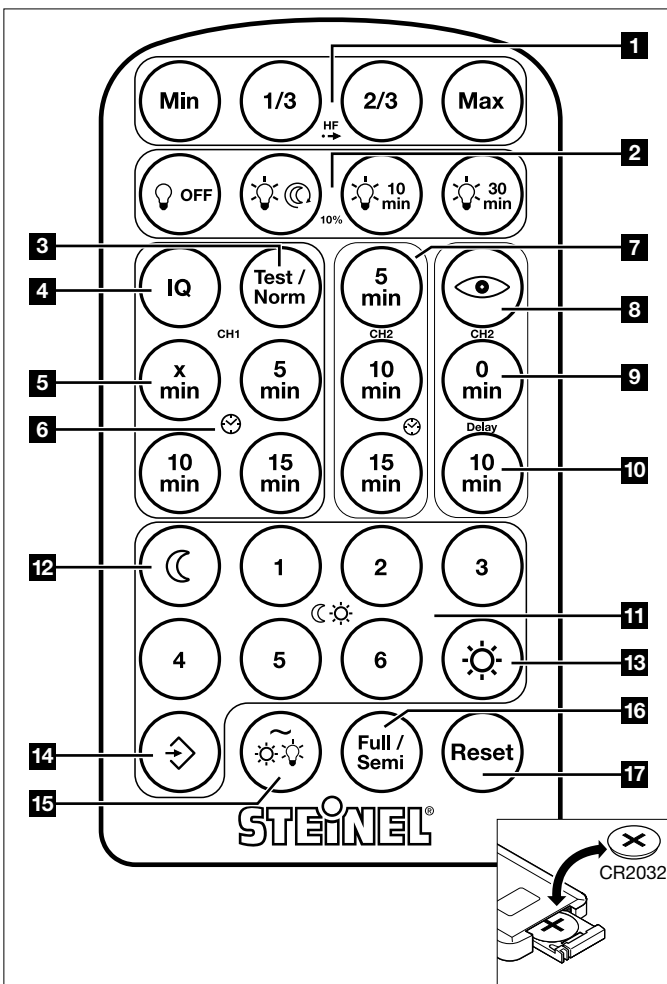 1
Min
1/3
2/3
Max
HF
2
OFF
10
min
30
min
10%
3
7
4
IQ
Test /
Norm
5
min
8
CH1
CH2
CH2
5
x
min
5
min
10
min
0
min
9
6
Delay
10
min
15
min
15
min
10
min
10
12
1
2
3
11
4
5
6
13
16
14
Full /
Semi
Reset
15
17
STEINEL®
CR2032